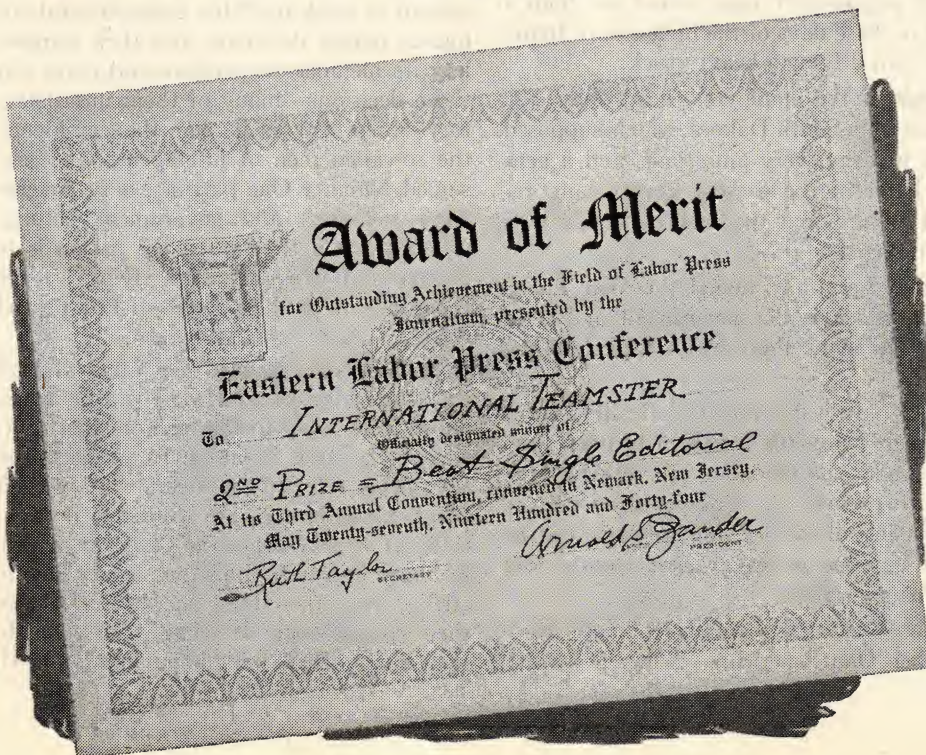 Award of Merit
for Outstanding Achievement in the Field of Labor Press
Journalism, presented by the
Eastern Labor Press Conference
To INTERNATIONAL TEAMSTER
Officially designated winner of
2ND PRIZE = Best Single Editorial
At its Third Annual Convention, convened in Newark, New Jersey,
May Twenty-seventh, Nineteen Hundred and Forty-four
Ruth Taylor SECRETARY
Arnold S. Zander PRESIDENT